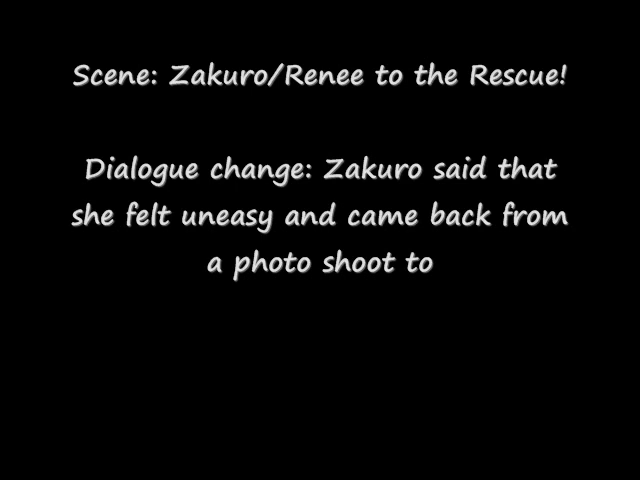 Scene: Zakuro/Renee to the Rescue!
Dialogue change: Zakuro said that
she felt uneasy and came back from
a photo shoot to